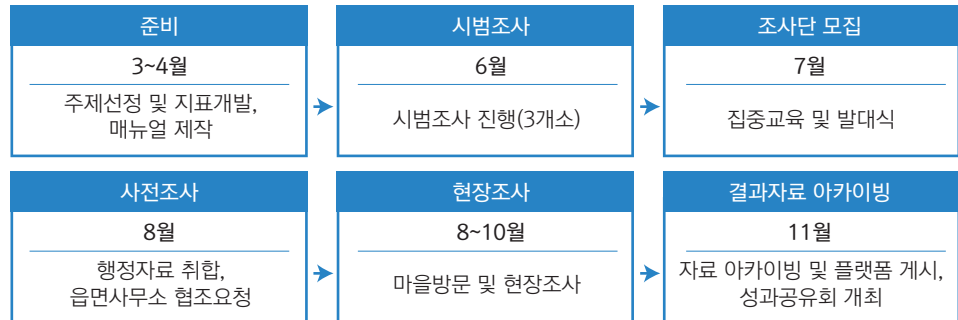 준비
3~4월
주제선정 및 지표개발,
매뉴얼 제작
시범조사
6월
시범조사 진행(3개소)
조사단 모집
7월
집중교육 및 발대식
사전조사
8월
행정자료 취합,
읍면사무소 협조요청
현장조사
8~10월
마을방문 및 현장조사
결과자료 아카이빙
11월
자료 아카이빙 및 플랫폼 게시,
성과공유회 개최